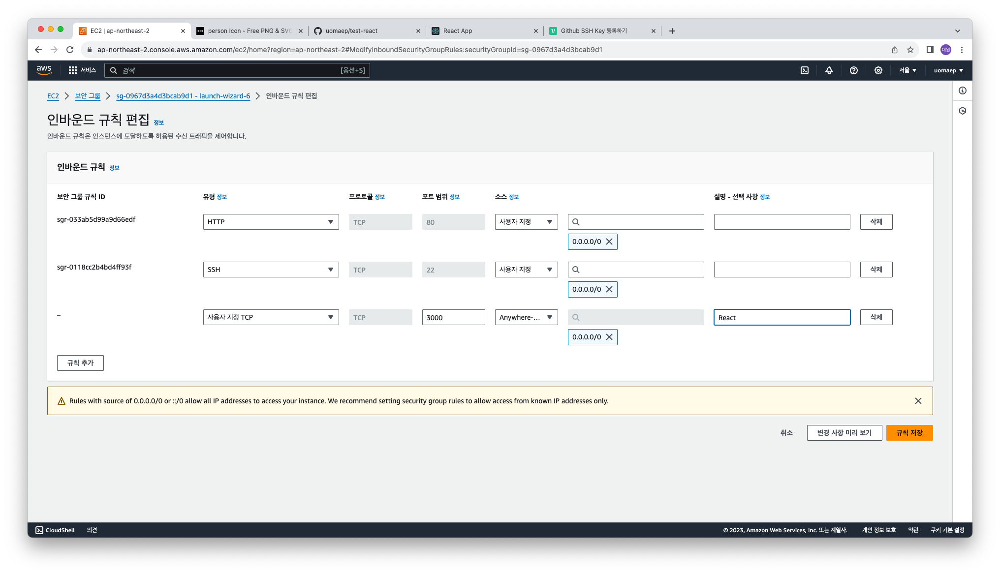 EC2 | ap-northeast-2
person Icon - Free PNG & SVG
uomaep/test-react
React App
Github SSH Key 등록하기
ap-northeast-2.console.aws.amazon.com/ec2/home?region=ap-northeast-2#ModifyInboundSecurityGroupRules:securityGroupId=sg-0967d3a4d3bcab9d1
대원
aws
서비스
검색
[옵션+S]
서울
uomaep
EC2 > 보안 그룹 > sg-0967d3a4d3bcab9d1 - launch-wizard-6 > 인바운드 규칙 편집
인바운드 규칙 편집 정보
인바운드 규칙은 인스턴스에 도달하도록 허용된 수신 트래픽을 제어합니다.
인바운드 규칙 정보
보안 그룹 규칙 ID 유형 정보 프로토콜 정보 포트 범위 정보 소스 정보 설명 - 선택 사항 정보
sgr-033ab5d99a9d66edf HTTP TCP 80 사용자 지정 삭제
0.0.0.0/0
sgr-0118cc2b4bd4ff93f SSH TCP 22 사용자 지정 삭제
0.0.0.0/0
– 사용자 지정 TCP TCP 3000 Anywhere-... React 삭제
0.0.0.0/0
규칙 추가
Rules with source of 0.0.0.0/0 or ::/0 allow all IP addresses to access your instance. We recommend setting security group rules to allow access from known IP addresses only.
취소 변경 사항 미리 보기 규칙 저장
CloudShell 의견 © 2023, Amazon Web Services, Inc. 또는 계열사. 개인 정보 보호 약관 쿠키 기본 설정